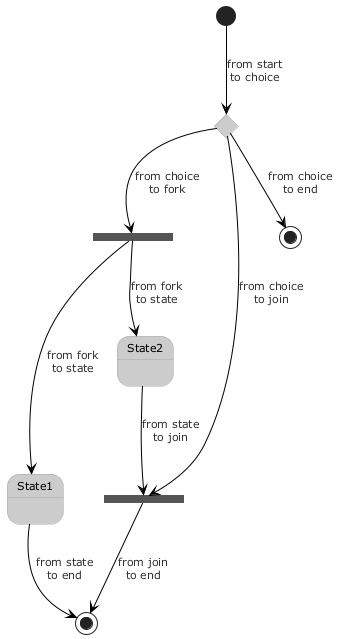 from start
to choice
from choice
to fork
from choice
to end
from fork
to state
from choice
to join
State2
from fork
to state
from state
to join
State1
from state
to end
from join
to end